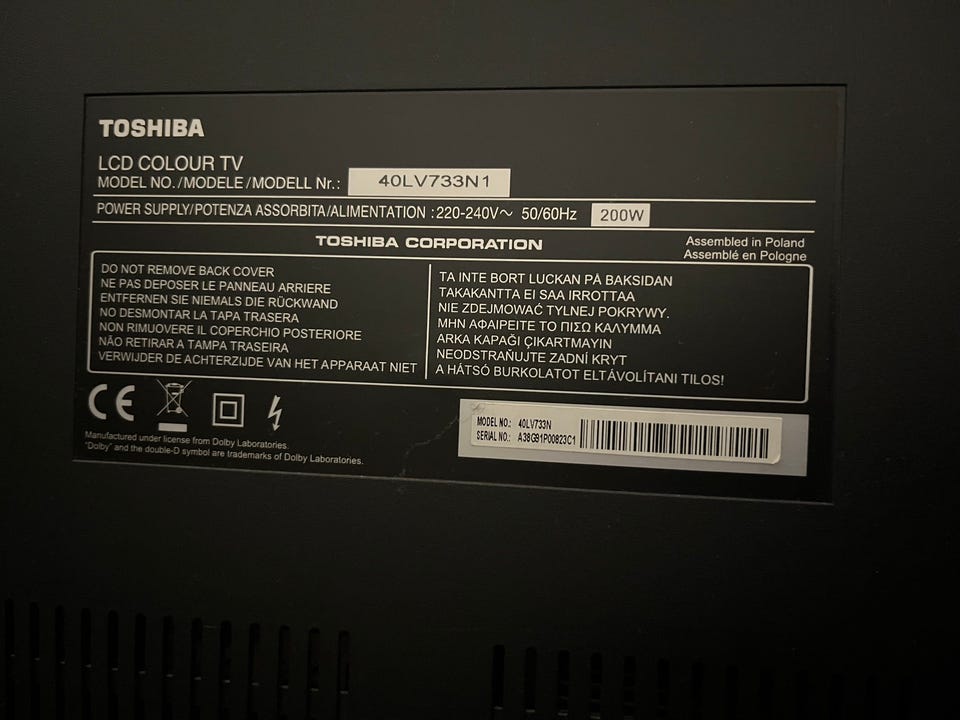 TOSHIBA
LCD COLOUR TV
MODEL NO./MODELE/MODELL Nr.: 40LV733N1
POWER SUPPLY/POTENZA ASSORBITA/ALIMENTATION : 220-240V～ 50/60Hz 200W
TOSHIBA CORPORATION
Assembled in Poland
Assemblé en Pologne
DO NOT REMOVE BACK COVER
NE PAS DEPOSER LE PANNEAU ARRIERE
ENTFERNEN SIE NIEMALS DIE RÜCKWAND
NO DESMONTAR LA TAPA TRASERA
NON RIMUOVERE IL COPERCHIO POSTERIORE
NÃO RETIRAR A TAMPA TRASEIRA
VERWIJDER DE ACHTERZIJDE VAN HET APPARAAT NIET
TA INTE BORT LUCKAN PÅ BAKSIDAN
TAKAKANTTA EI SAA IRROTTAA
NIE ZDEJMOWAĆ TYLNEJ POKRYWY.
ΜΗΝ ΑΦΑΙΡΕΙΤΕ ΤΟ ΠΙΣΩ ΚΑΛΥΜΜΑ
ARKA KAPAĞI ÇIKARTMAYIN
NEODSTRAŇUJTE ZADNÍ KRYT
A HÁTSÓ BURKOLATOT ELTÁVOLÍTANI TILOS!
CE
Manufactured under license from Dolby Laboratories.
"Dolby" and the double-D symbol are trademarks of Dolby Laboratories.
MODEL NO.: 40LV733N
SERIAL NO.: A38G91P00823C1